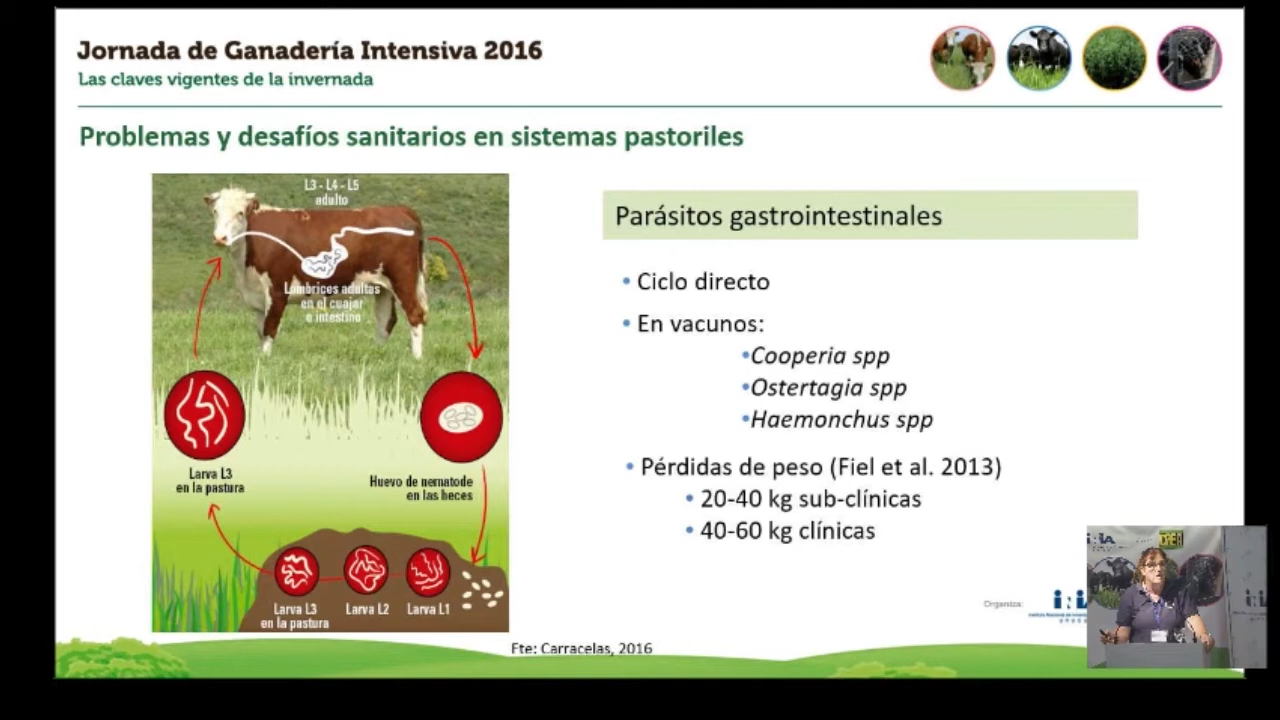 Jornada de Ganadería Intensiva 2016
Las claves vigentes de la invernada
Problemas y desafíos sanitarios en sistemas pastoriles
L3 - L4 - L5
adulto
Lombrices adultas
en el cuajar
e intestino
Larva L3
en la pastura
Huevo de nematode
en las heces
Larva L3
en la pastura
Larva L2
Larva L1
Fte: Carracelas, 2016
Parásitos gastrointestinales
• Ciclo directo
• En vacunos:
•Cooperia spp
•Ostertagia spp
•Haemonchus spp
• Pérdidas de peso (Fiel et al. 2013)
• 20-40 kg sub-clínicas
• 40-60 kg clínicas
Organiza: